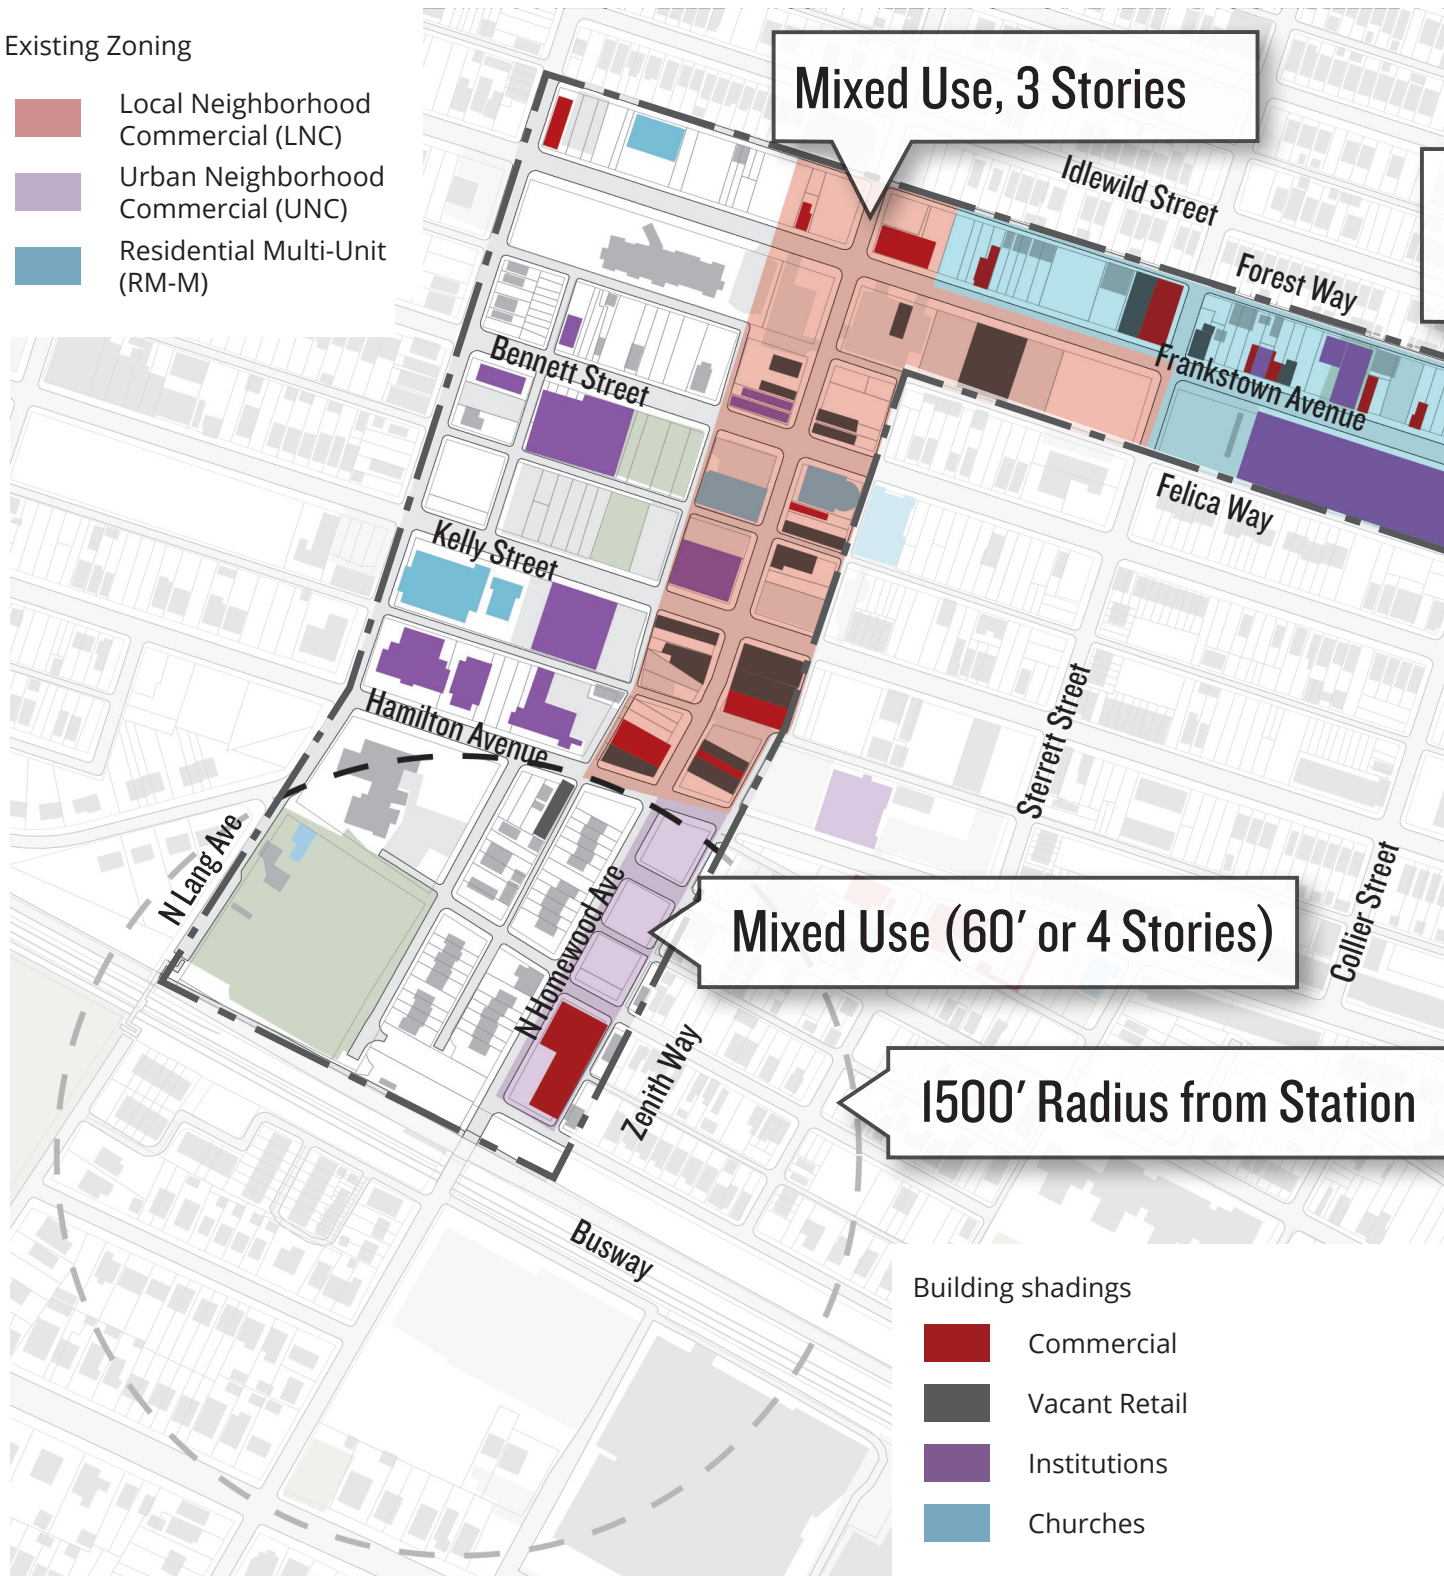 Existing Zoning
Local Neighborhood
Commercial (LNC)
Urban Neighborhood
Commercial (UNC)
Residential Multi-Unit
(RM-M)
Mixed Use, 3 Stories
Idlewild Street
Forest Way
Frankstown Avenue
Felica Way
Bennett Street
Kelly Street
Hamilton Avenue
Sterrett Street
N Lang Ave
N Homewood Ave
Collier Street
Mixed Use (60′ or 4 Stories)
Zenith Way
1500′ Radius from Station
Busway
Building shadings
Commercial
Vacant Retail
Institutions
Churches